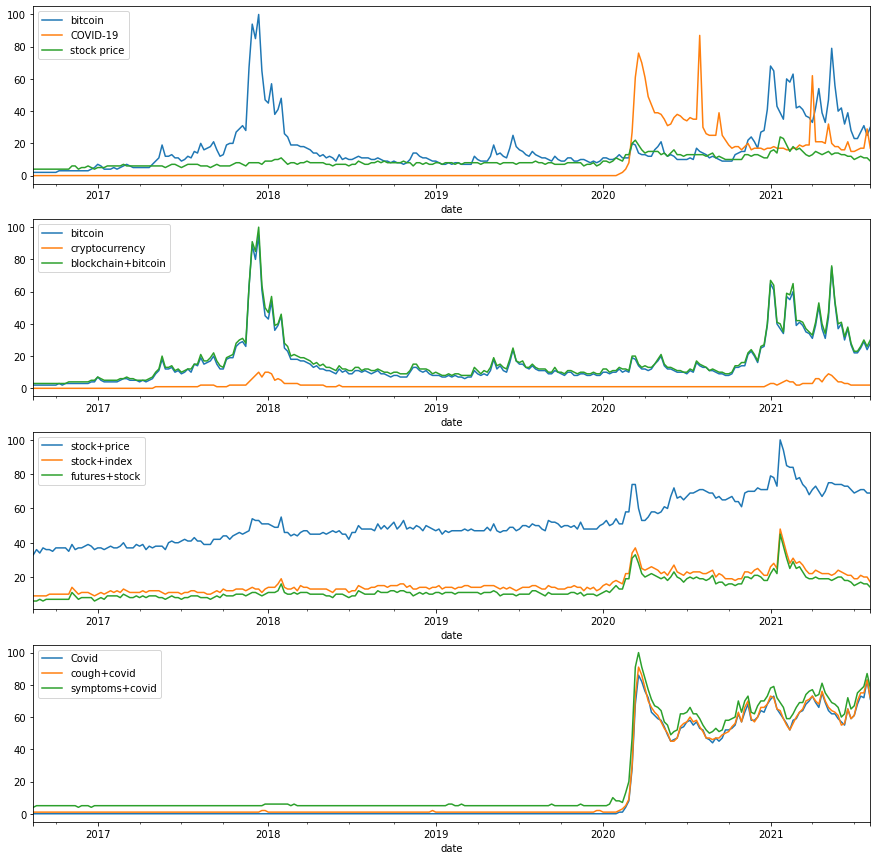 100
80
60
40
20
0
bitcoin
COVID-19
stock price
2017 2018 2019 2020 2021
date
100
80
60
40
20
0
bitcoin
cryptocurrency
blockchain+bitcoin
2017 2018 2019 2020 2021
date
100
80
60
40
20
stock+price
stock+index
futures+stock
2017 2018 2019 2020 2021
date
100
80
60
40
20
0
Covid
cough+covid
symptoms+covid
2017 2018 2019 2020 2021
date